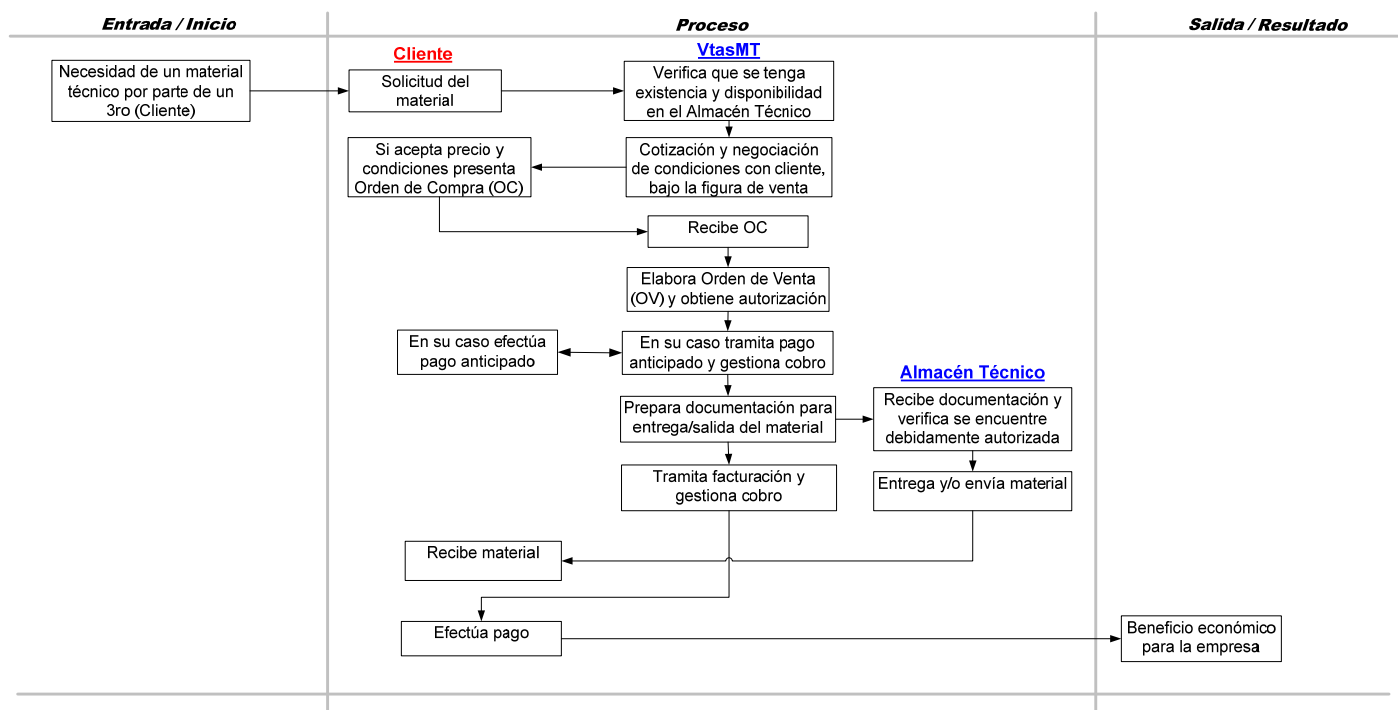 Entrada / Inicio
Proceso
Salida / Resultado
Cliente
VtasMT
Necesidad de un material
técnico por parte de un
3ro (Cliente)
Solicitud del
material
Verifica que se tenga
existencia y disponibilidad
en el Almacén Técnico
Si acepta precio y
condiciones presenta
Orden de Compra (OC)
Cotización y negociación
de condiciones con cliente,
bajo la figura de venta
Recibe OC
Elabora Orden de Venta
(OV) y obtiene autorización
En su caso efectúa
pago anticipado
En su caso tramita pago
anticipado y gestiona cobro
Almacén Técnico
Prepara documentación para
entrega/salida del material
Recibe documentación y
verifica se encuentre
debidamente autorizada
Tramita facturación y
gestiona cobro
Entrega y/o envía material
Recibe material
Efectúa pago
Beneficio económico
para la empresa